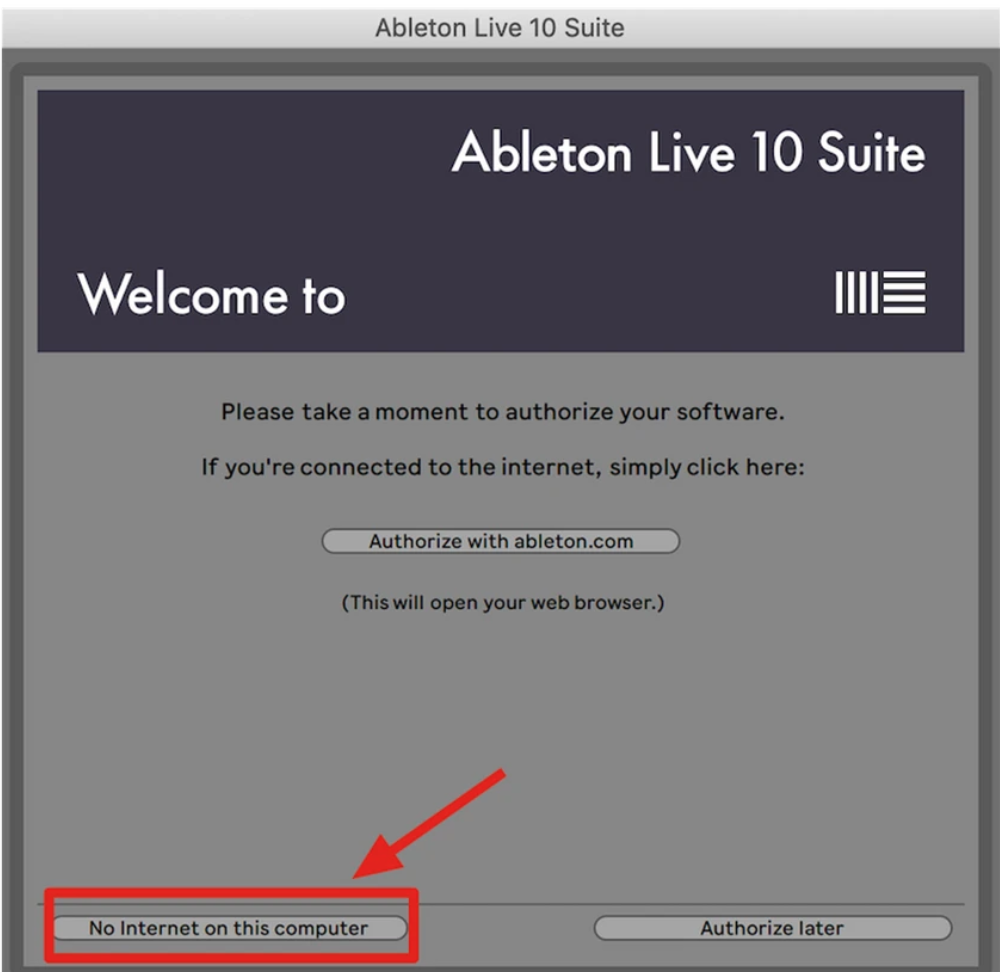 Ableton Live 10 Suite
Ableton Live 10 Suite
Welcome to
Please take a moment to authorize your software.
If you're connected to the internet, simply click here:
Authorize with ableton.com
(This will open your web browser.)
No Internet on this computer
Authorize later